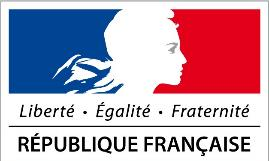 Liberté • Égalité • Fraternité
RÉPUBLIQUE FRANÇAISE